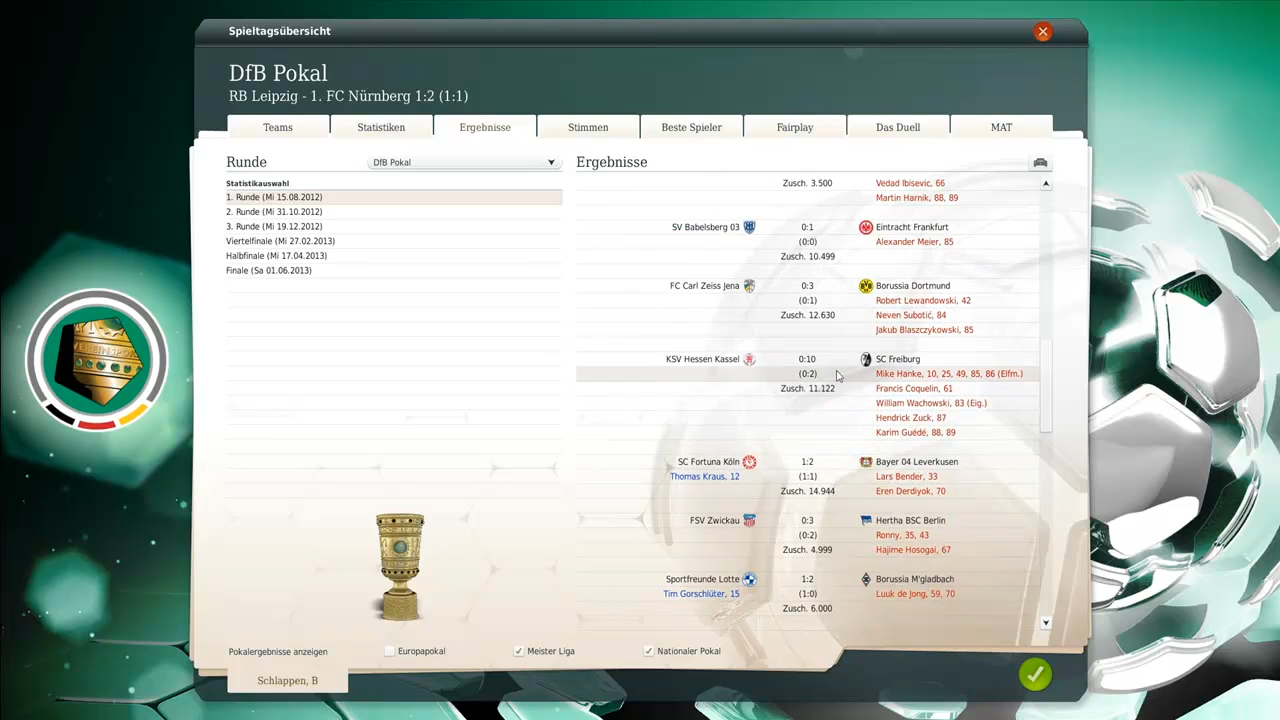 Spieltagsübersicht
DfB Pokal
RB Leipzig - 1. FC Nürnberg 1:2 (1:1)
Teams
Statistiken
Ergebnisse
Stimmen
Beste Spieler
Fairplay
Das Duell
MAT
Runde
DfB Pokal
Statistikauswahl
1. Runde (Mi 15.08.2012)
2. Runde (Mi 31.10.2012)
3. Runde (Mi 19.12.2012)
Viertelfinale (Mi 27.02.2013)
Halbfinale (Mi 17.04.2013)
Finale (Sa 01.06.2013)
Ergebnisse
Zusch. 3.500 Vedad Ibisevic, 66
Martin Harnik, 88, 89
SV Babelsberg 03 0:1 Eintracht Frankfurt
(0:0) Alexander Meier, 85
Zusch. 10.499
FC Carl Zeiss Jena 0:3 Borussia Dortmund
(0:1) Robert Lewandowski, 42
Zusch. 12.630 Neven Subotić, 84
Jakub Blaszczykowski, 85
KSV Hessen Kassel 0:10 SC Freiburg
(0:2) Mike Hanke, 10, 25, 49, 85, 86 (Elfm.)
Zusch. 11.122 Francis Coquelin, 61
William Wachowski, 83 (Eig.)
Hendrick Zuck, 87
Karim Guédé, 88, 89
SC Fortuna Köln 1:2 Bayer 04 Leverkusen
Thomas Kraus, 12 (1:1) Lars Bender, 33
Zusch. 14.944 Eren Derdiyok, 70
FSV Zwickau 0:3 Hertha BSC Berlin
(0:2) Ronny, 35, 43
Zusch. 4.999 Hajime Hosogai, 67
Sportfreunde Lotte 1:2 Borussia M'gladbach
Tim Gorschlüter, 15 (1:0) Luuk de Jong, 59, 70
Zusch. 6.000
Pokalergebnisse anzeigen
Europapokal
Meister Liga
Nationaler Pokal
Schlappen, B